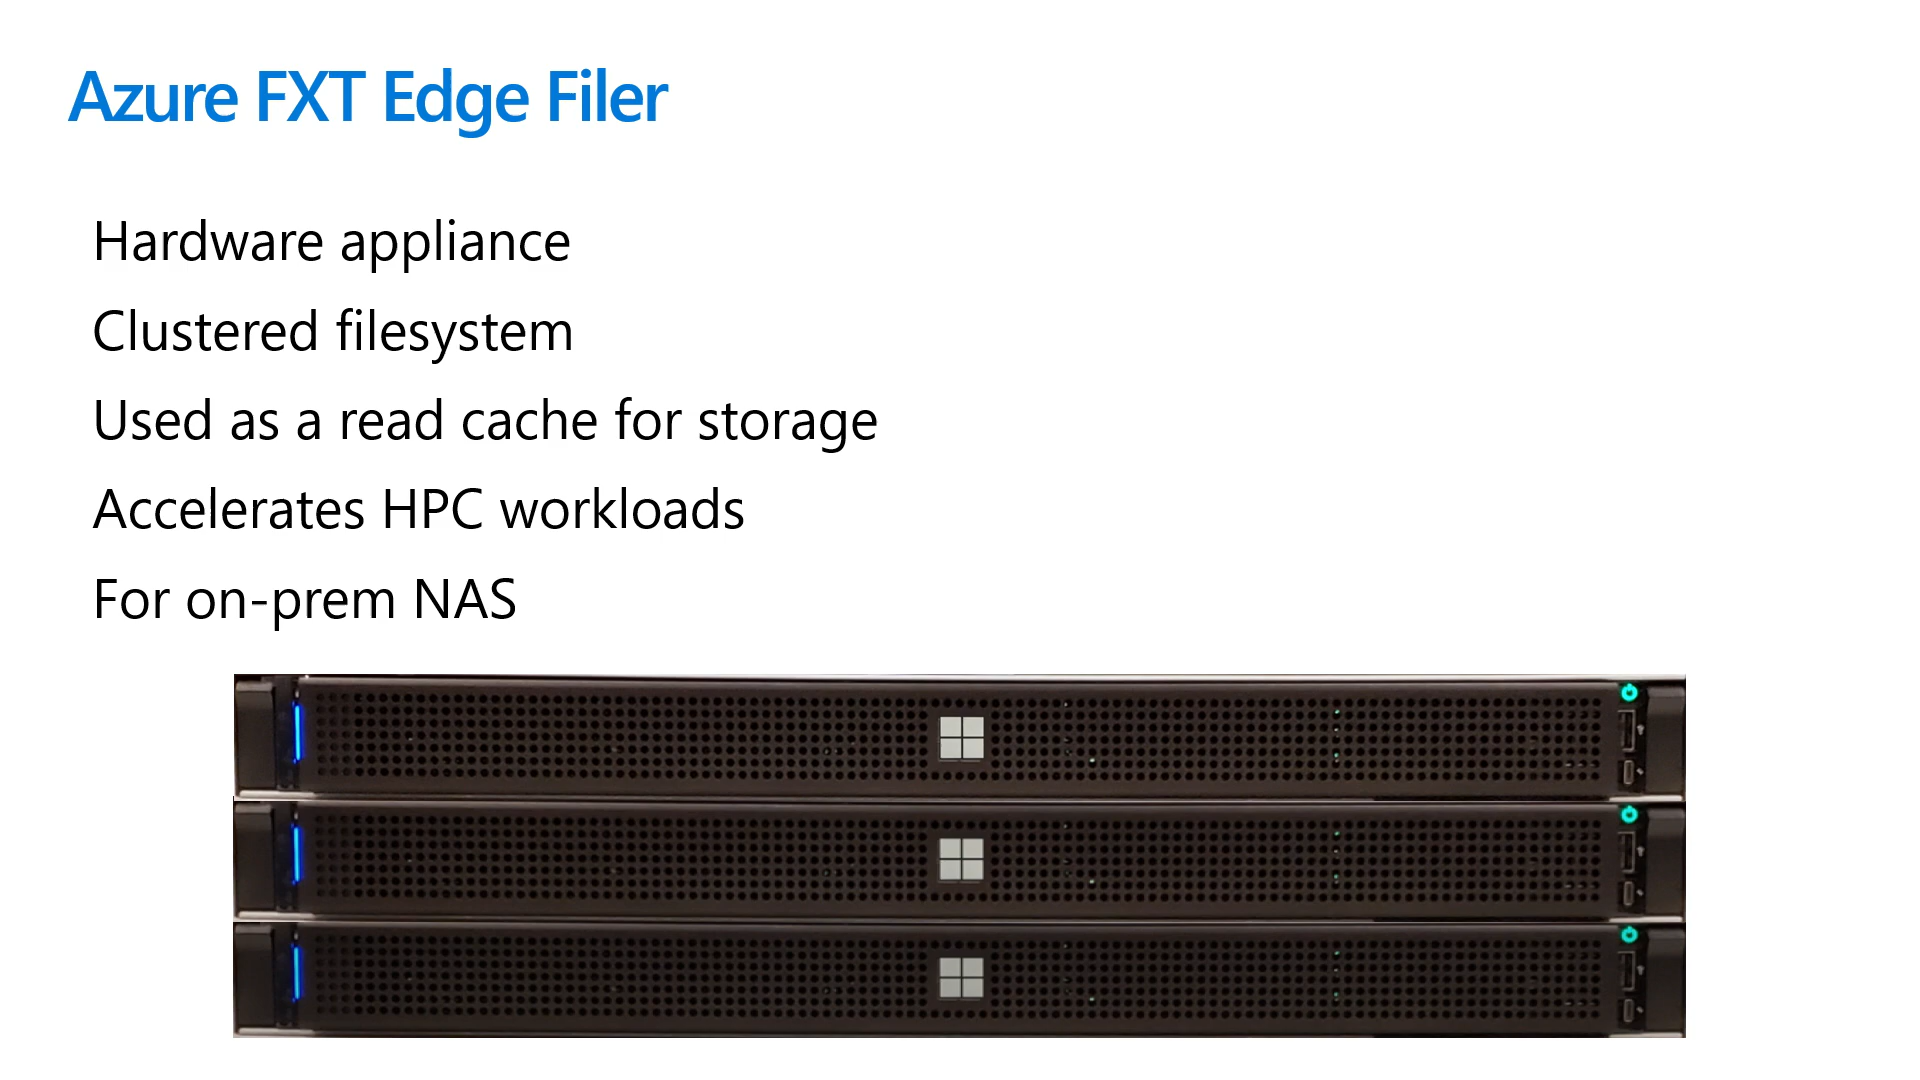 Azure FXT Edge Filer
Hardware appliance
Clustered filesystem
Used as a read cache for storage
Accelerates HPC workloads
For on-prem NAS